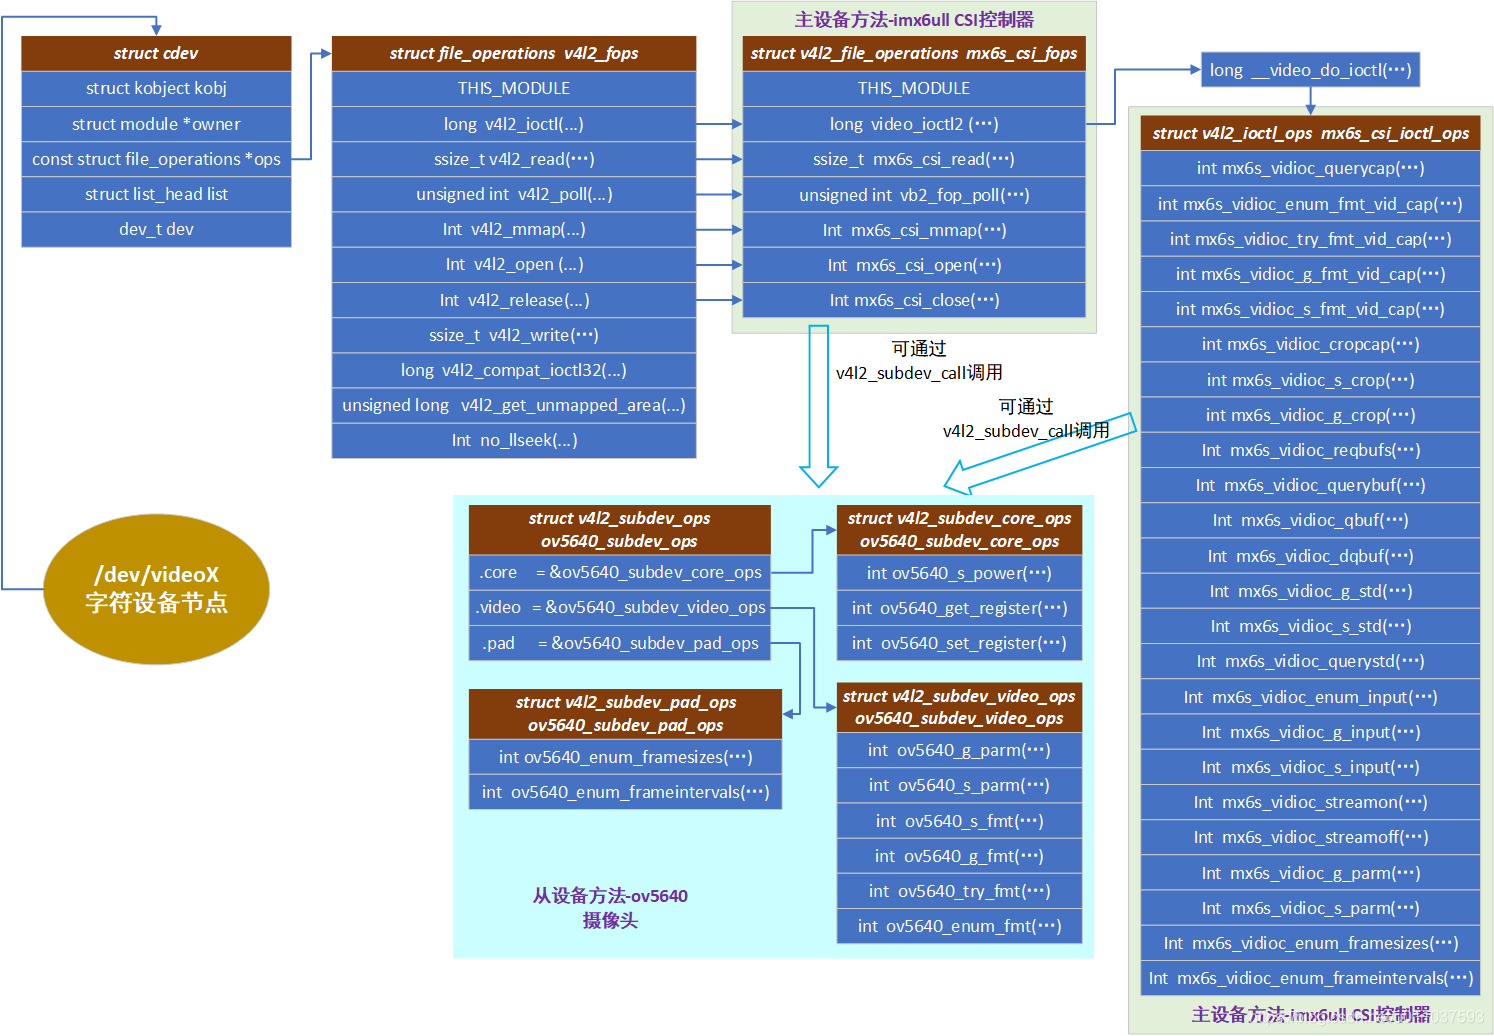 struct cdev
struct kobject kobj
struct module *owner
const struct file_operations *ops
struct list_head list
dev_t dev
struct file_operations v4l2_fops
THIS_MODULE
long v4l2_ioctl(...)
ssize_t v4l2_read(···)
unsigned int v4l2_poll(...)
Int v4l2_mmap(...)
Int v4l2_open (...)
Int v4l2_release(...)
ssize_t v4l2_write(···)
long v4l2_compat_ioctl32(...)
unsigned long v4l2_get_unmapped_area(...)
Int no_llseek(...)
主设备方法-imx6ull CSI控制器
struct v4l2_file_operations mx6s_csi_fops
THIS_MODULE
long video_ioctl2 (···)
ssize_t mx6s_csi_read(···)
unsigned int vb2_fop_poll(···)
Int mx6s_csi_mmap(···)
Int mx6s_csi_open(···)
Int mx6s_csi_close(···)
long __video_do_ioctl(···)
struct v4l2_ioctl_ops mx6s_csi_ioctl_ops
int mx6s_vidioc_querycap(···)
int mx6s_vidioc_enum_fmt_vid_cap(···)
int mx6s_vidioc_try_fmt_vid_cap(···)
int mx6s_vidioc_g_fmt_vid_cap(···)
int mx6s_vidioc_s_fmt_vid_cap(···)
int mx6s_vidioc_cropcap(···)
int mx6s_vidioc_s_crop(···)
int mx6s_vidioc_g_crop(···)
Int mx6s_vidioc_reqbufs(···)
Int mx6s_vidioc_querybuf(···)
Int mx6s_vidioc_qbuf(···)
Int mx6s_vidioc_dqbuf(···)
Int mx6s_vidioc_g_std(···)
Int mx6s_vidioc_s_std(···)
Int mx6s_vidioc_querystd(···)
Int mx6s_vidioc_enum_input(···)
Int mx6s_vidioc_g_input(···)
Int mx6s_vidioc_s_input(···)
Int mx6s_vidioc_streamon(···)
Int mx6s_vidioc_streamoff(···)
Int mx6s_vidioc_g_parm(···)
Int mx6s_vidioc_s_parm(···)
Int mx6s_vidioc_enum_framesizes(···)
Int mx6s_vidioc_enum_frameintervals(···)
主设备方法-imx6ull CSI控制器
可通过
v4l2_subdev_call调用
可通过
v4l2_subdev_call调用
/dev/videoX
字符设备节点
struct v4l2_subdev_ops
ov5640_subdev_ops
.core = &ov5640_subdev_core_ops
.video = &ov5640_subdev_video_ops
.pad = &ov5640_subdev_pad_ops
struct v4l2_subdev_core_ops
ov5640_subdev_core_ops
int ov5640_s_power(···)
int ov5640_get_register(···)
int ov5640_set_register(···)
struct v4l2_subdev_pad_ops
ov5640_subdev_pad_ops
int ov5640_enum_framesizes(···)
int ov5640_enum_frameintervals(···)
struct v4l2_subdev_video_ops
ov5640_subdev_video_ops
int ov5640_g_parm(···)
int ov5640_s_parm(···)
int ov5640_s_fmt(···)
int ov5640_g_fmt(···)
int ov5640_try_fmt(···)
int ov5640_enum_fmt(···)
从设备方法-ov5640
摄像头